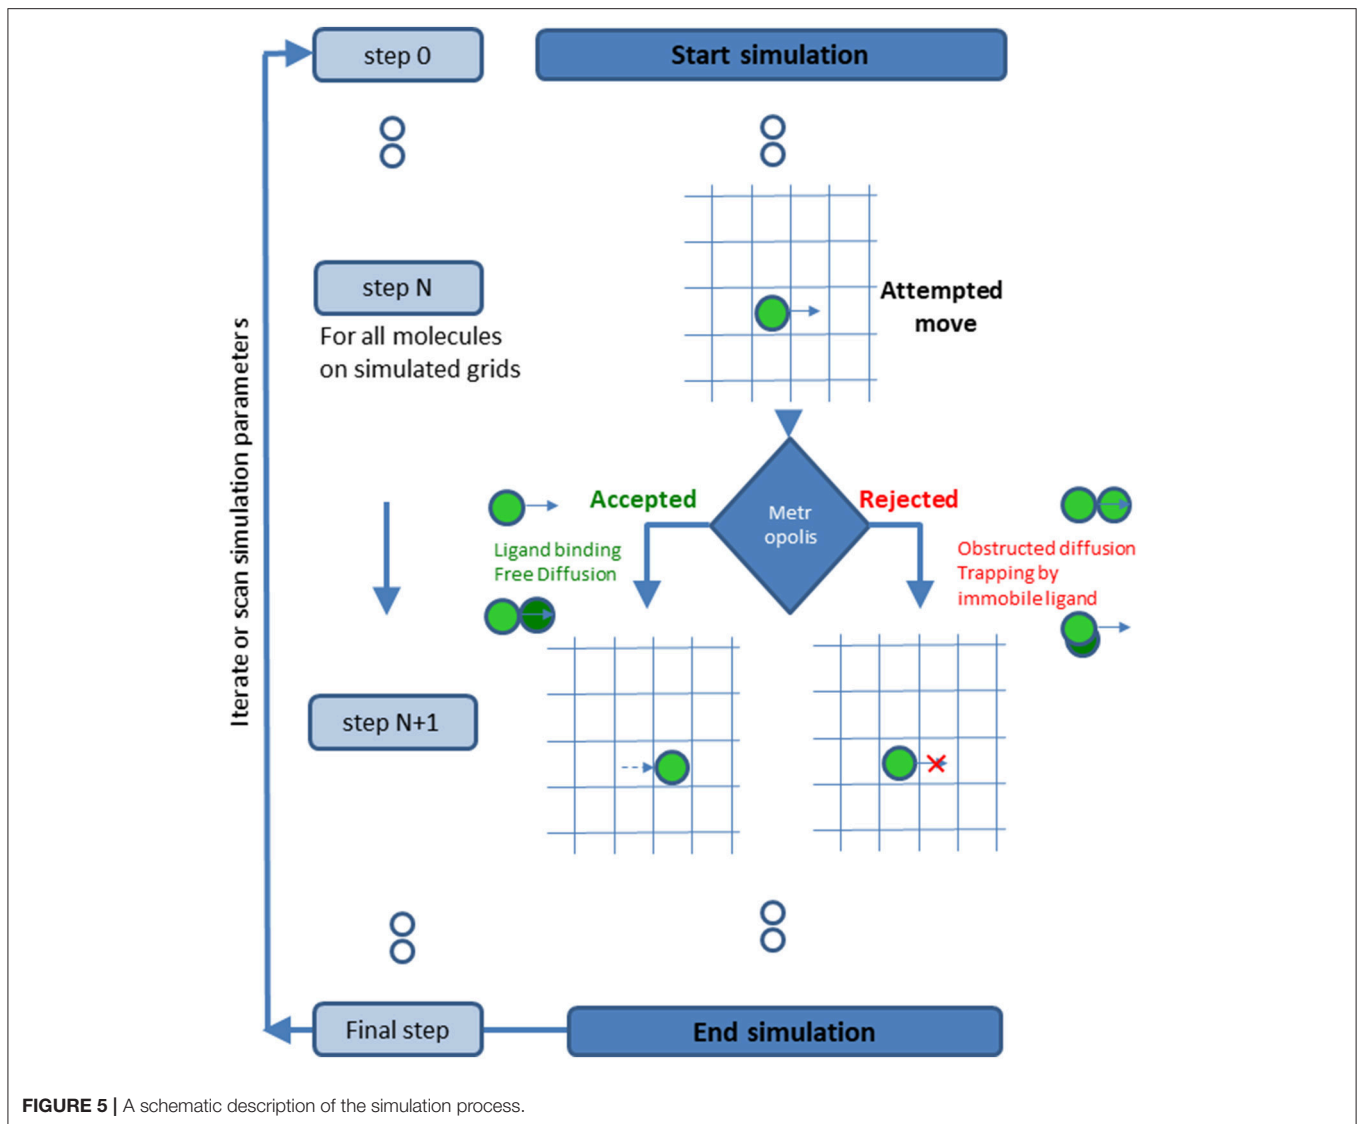 step 0
Start simulation
step N
For all molecules
on simulated grids
Attempted
move
Iterate or scan simulation parameters
Accepted
Metr
opolis
Rejected
Ligand binding
Free Diffusion
Obstructed diffusion
Trapping by
immobile ligand
step N+1
Final step
End simulation
FIGURE 5 | A schematic description of the simulation process.